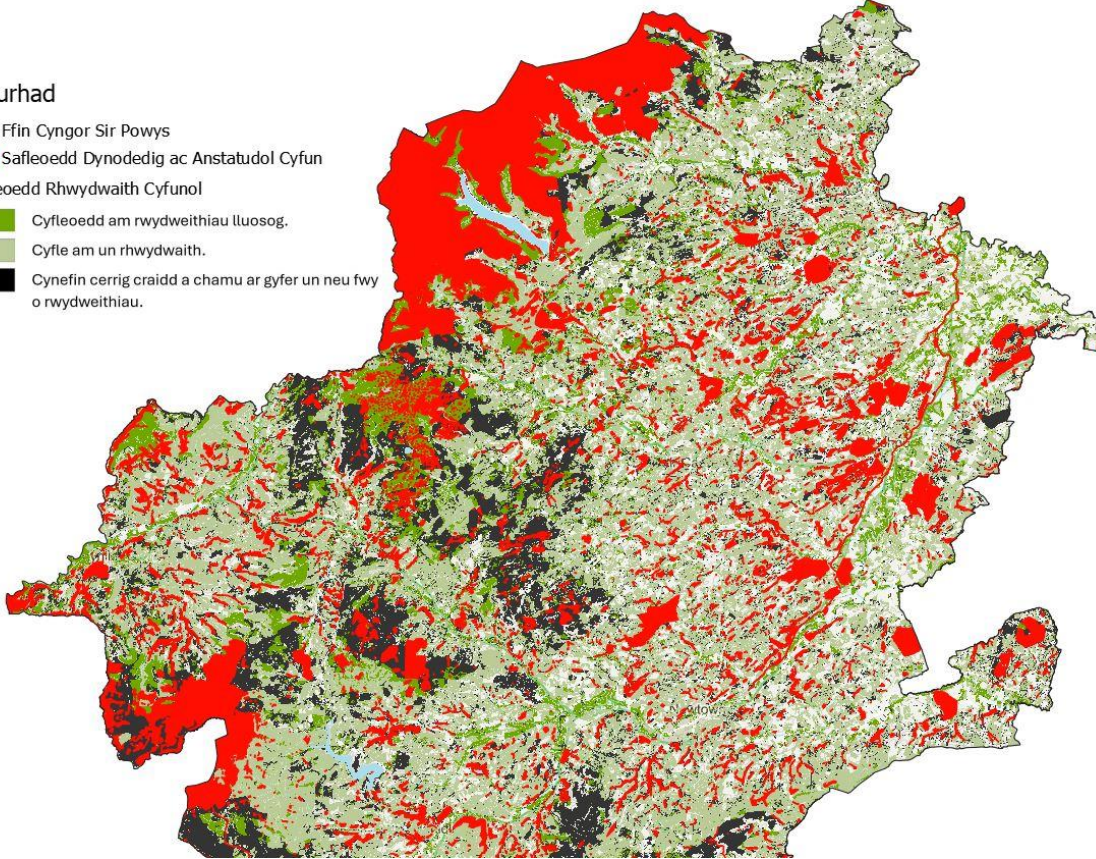 urhad
Ffin Cyngor Sir Powys
Safleoedd Dynodedig ac Anstatudol Cyfun
eoedd Rhwydwaith Cyfunol
Cyfleoedd am rwydweithiau lluosog.
Cyfle am un rhwydwaith.
Cynefin cerrig craidd a chamu ar gyfer un neu fwy
o rwydweithiau.